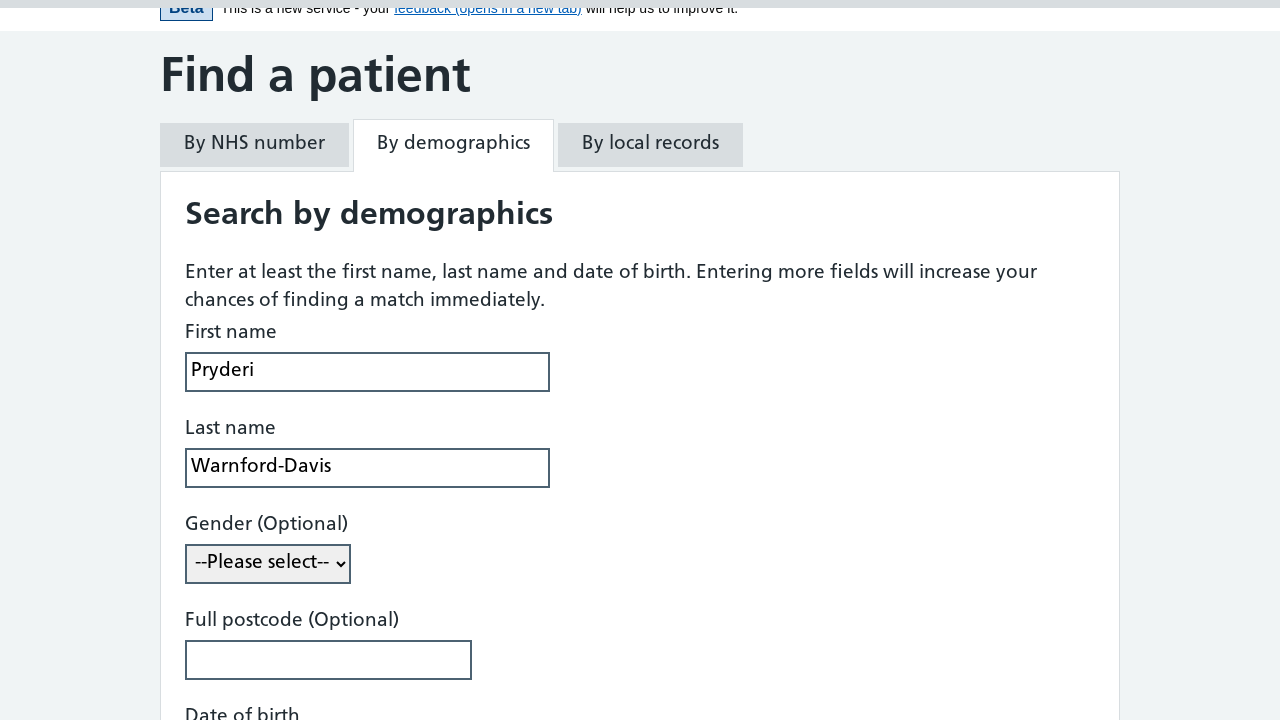 Beta This is a new service - your feedback (opens in a new tab) will help us to improve it.
Find a patient
By NHS number
By demographics
By local records
Search by demographics
Enter at least the first name, last name and date of birth. Entering more fields will increase your
chances of finding a match immediately.
First name
Pryderi
Last name
Warnford-Davis
Gender (Optional)
--Please select--
Full postcode (Optional)
Date of birth